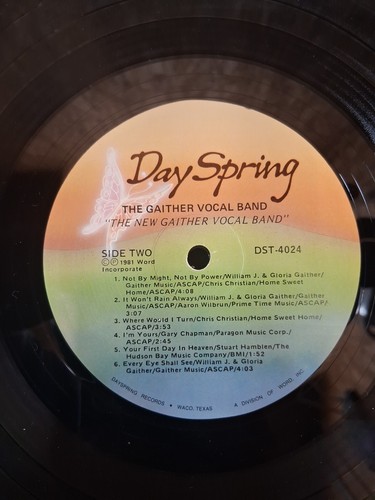 DaySpring
THE GAITHER VOCAL BAND
"THE NEW GAITHER VOCAL BAND"
SIDE TWO
DST-4024
©℗ 1981 Word
Incorporate
1. Not By Might, Not By Power/William J. & Gloria Gaither/
Gaither Music/ASCAP/Chris Christian/Home Sweet
Home/ASCAP/4:08
2. It Won't Rain Always/William J. & Gloria Gaither/Gaither
Music/ASCAP/Aaron Wilbrun/Prime Time Music/ASCAP/
3:07
3. Where Would I Turn/Chris Christian/Home Sweet Home/
ASCAP/3:53
4. I'm Yours/Gary Chapman/Paragon Music Corp./
ASCAP/2:45
5. Your First Day In Heaven/Stuart Hamblen/The
Hudson Bay Music Company/BMI/1:52
6. Every Eye Shall See/William J. & Gloria
Gaither/Gaither Music/ASCAP/4:03
DAYSPRING RECORDS • WACO, TEXAS • A DIVISION OF WORD, INC.